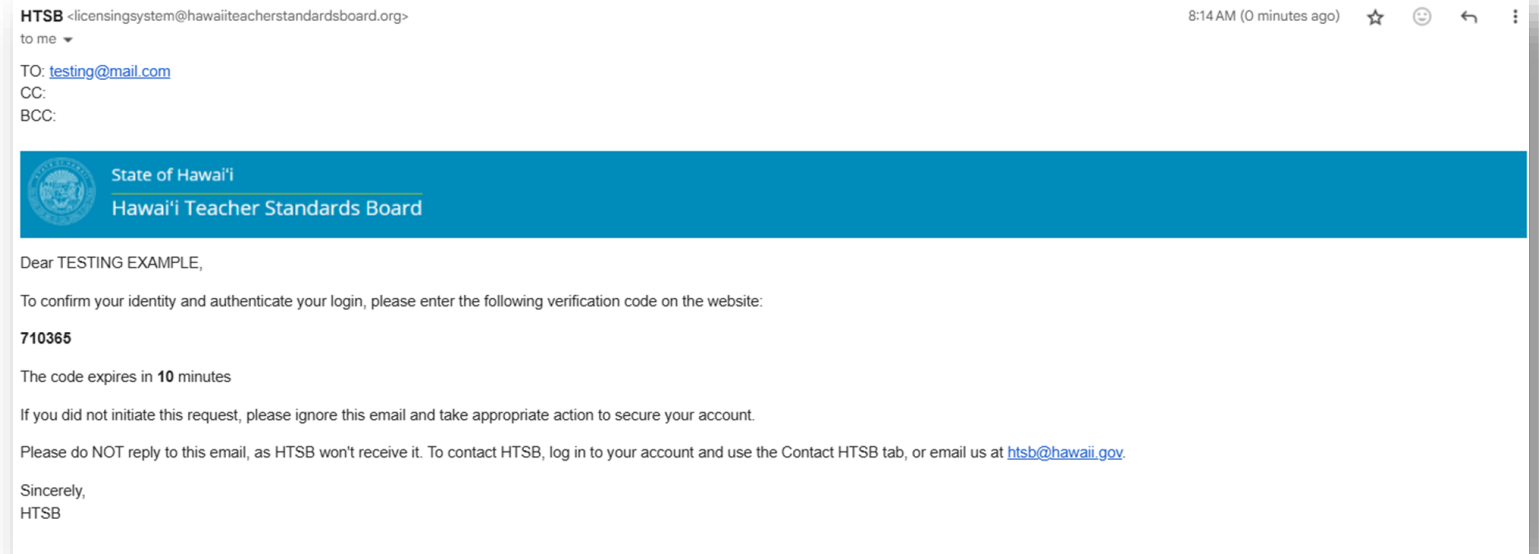 HTSB <licensingsystem@hawaiiteacherstandardsboard.org>
8:14 AM (0 minutes ago)
to me
TO: testing@mail.com
CC:
BCC:
State of Hawaiʻi
Hawaiʻi Teacher Standards Board
Dear TESTING EXAMPLE,
To confirm your identity and authenticate your login, please enter the following verification code on the website:
710365
The code expires in 10 minutes
If you did not initiate this request, please ignore this email and take appropriate action to secure your account.
Please do NOT reply to this email, as HTSB won't receive it. To contact HTSB, log in to your account and use the Contact HTSB tab, or email us at htsb@hawaii.gov.
Sincerely,
HTSB